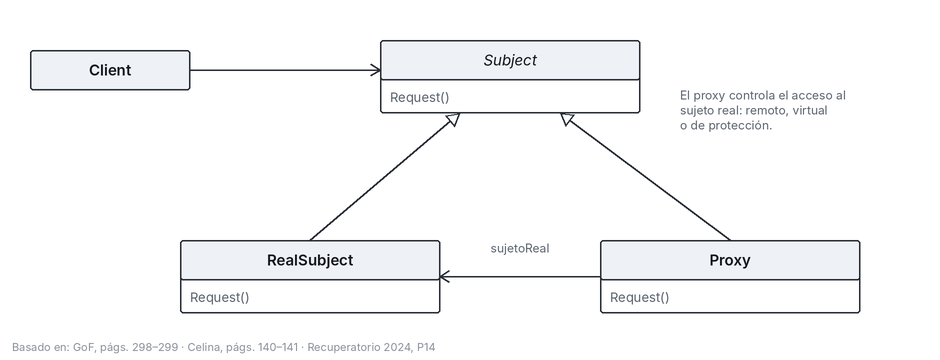 Client
Subject
Request()
El proxy controla el acceso al
sujeto real: remoto, virtual
o de protección.
RealSubject
Request()
sujetoReal
Proxy
Request()
Basado en: GoF, págs. 298–299 · Celina, págs. 140–141 · Recuperatorio 2024, P14